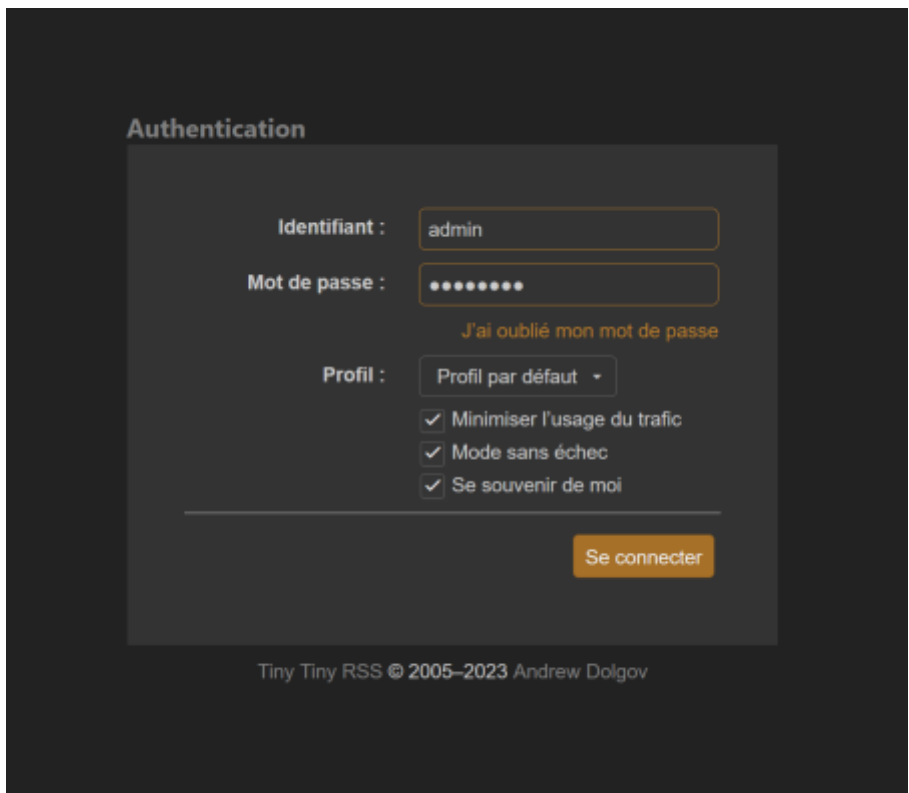 Authentication
Identifiant : admin
Mot de passe : ••••••••
J'ai oublié mon mot de passe
Profil : Profil par défaut
Minimiser l'usage du trafic
Mode sans échec
Se souvenir de moi
Se connecter
Tiny Tiny RSS © 2005–2023 Andrew Dolgov